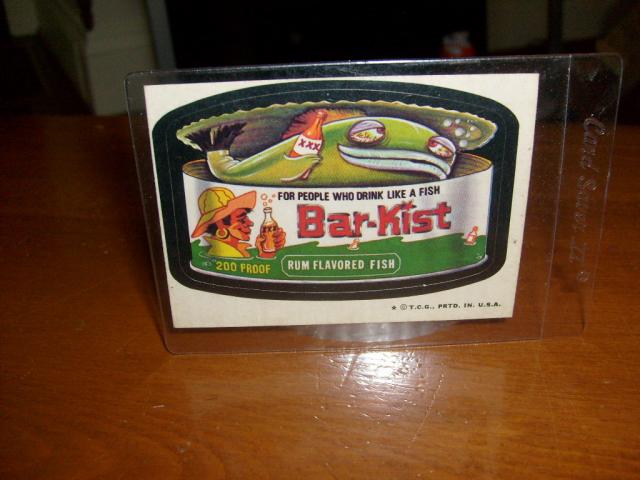 XXX
FOR PEOPLE WHO DRINK LIKE A FISH
Bar-Kist
200 PROOF
RUM FLAVORED FISH
* © T.C.G., PRTD. IN U.S.A.
Card Saver II ®